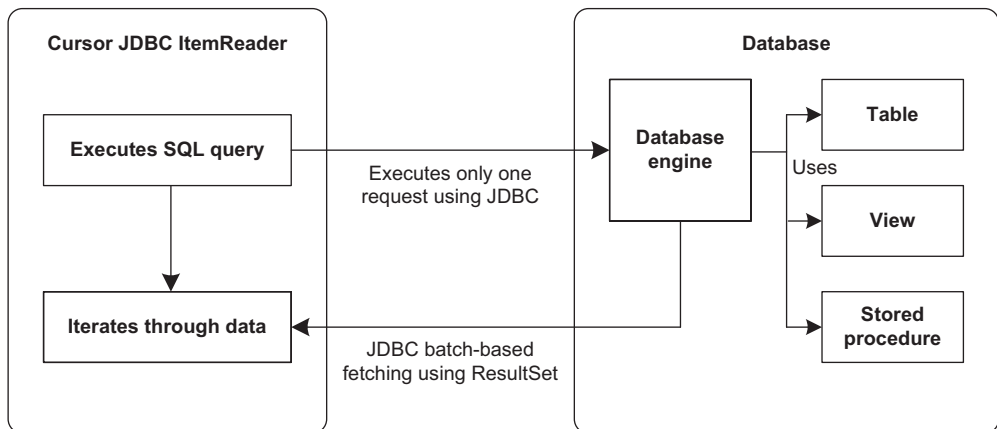 Cursor JDBC ItemReader
Executes SQL query
Iterates through data
Executes only one
request using JDBC
JDBC batch-based
fetching using ResultSet
Database
Database
engine
Uses
Table
View
Stored
procedure